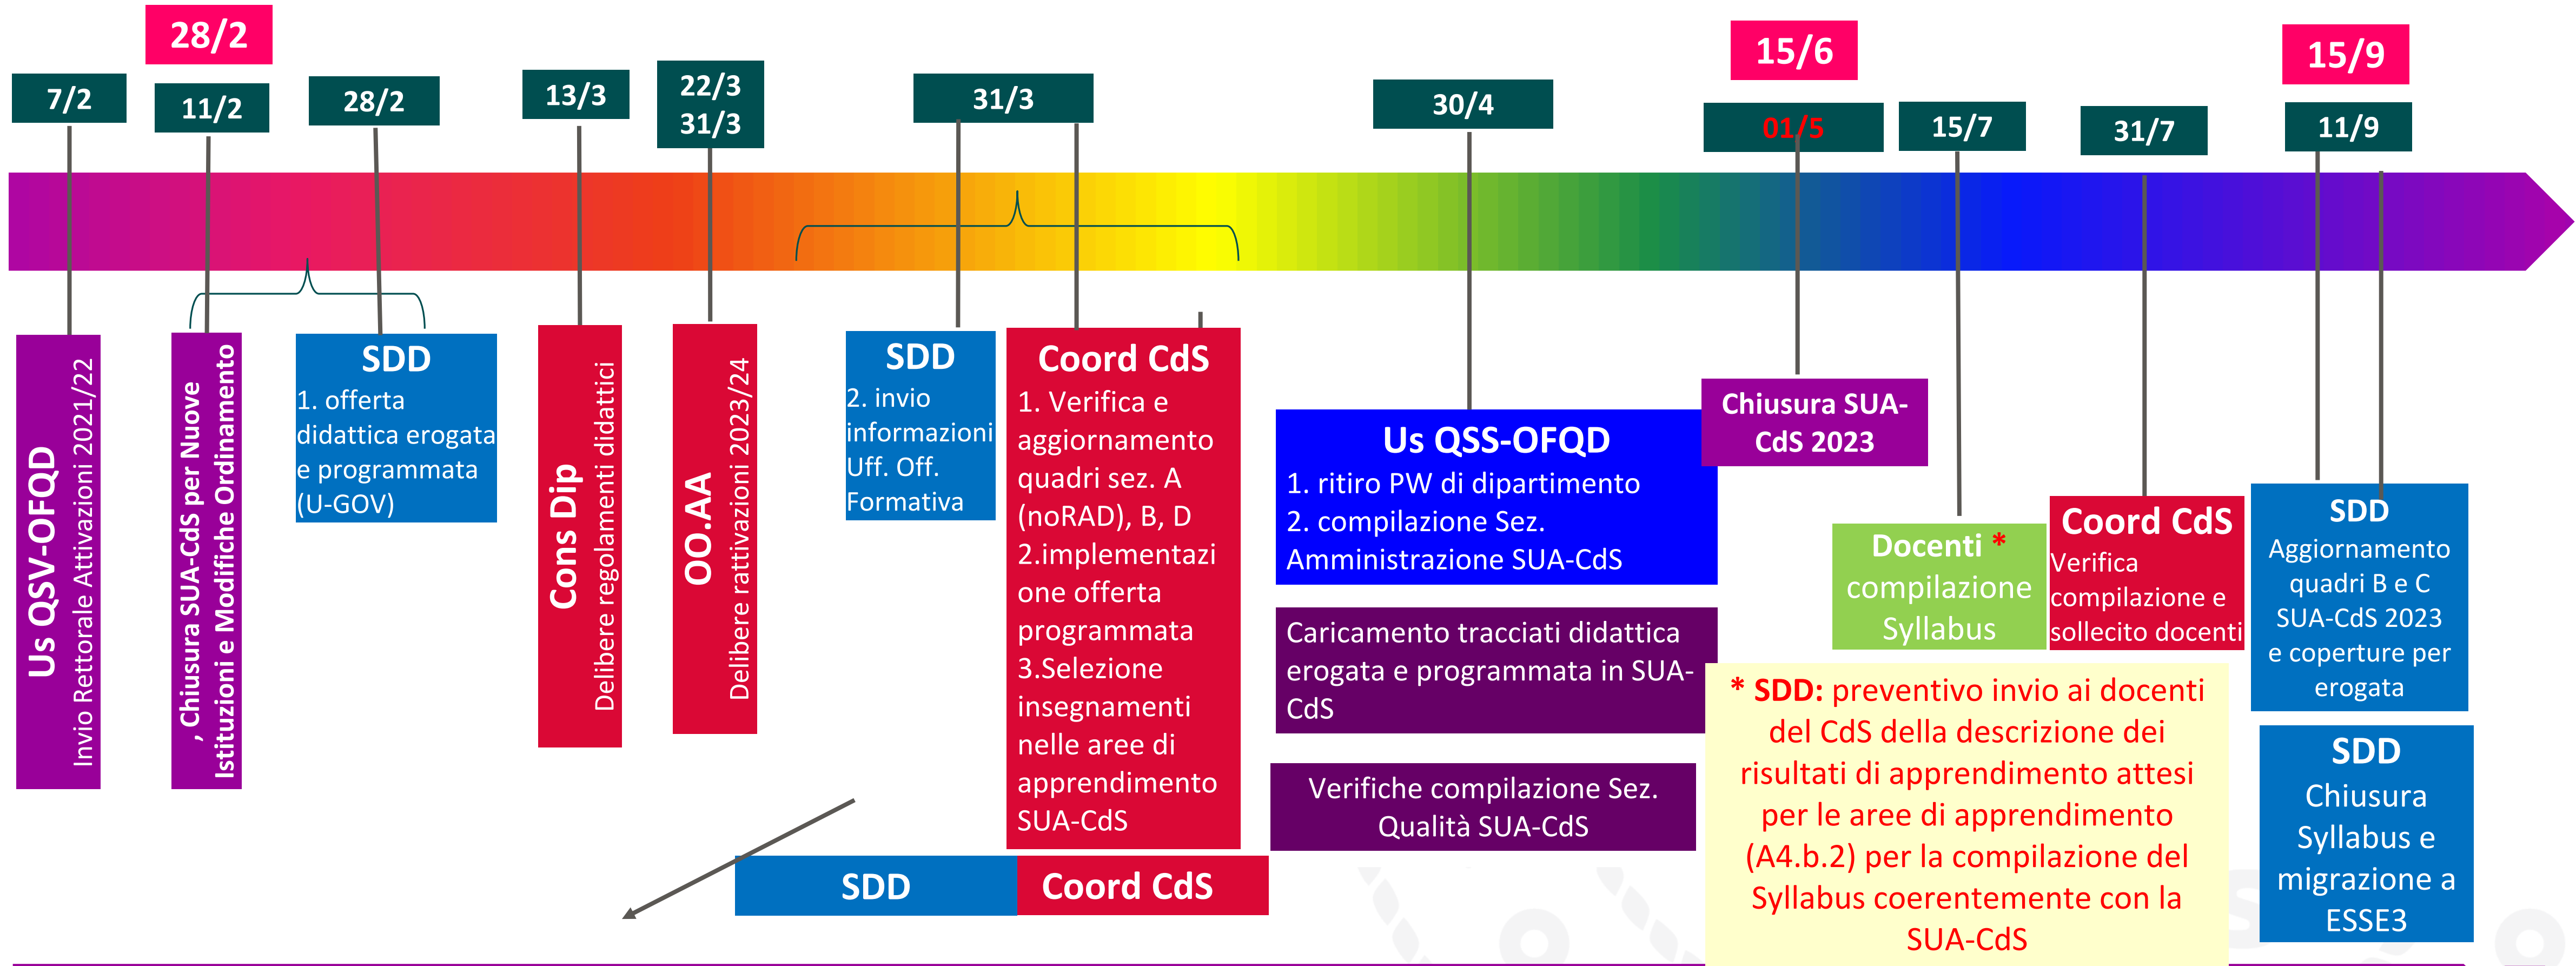 28/2
15/6
15/9
7/2
11/2
28/2
13/3
22/3
31/3
31/3
30/4
01/5
15/7
31/7
11/9
Us QSV-OFQD
Invio Rettorale Attivazioni 2021/22
, Chiusura SUA-CdS per Nuove
Istituzioni e Modifiche Ordinamento
SDD
1. offerta
didattica erogata
e programmata
(U-GOV)
Cons Dip
Delibere regolamenti didattici
OO.AA
Delibere rattivazioni 2023/24
SDD
2. invio
informazioni
Uff. Off.
Formativa
Coord CdS
1. Verifica e
aggiornamento
quadri sez. A
(noRAD), B, D
2.implementazi
one offerta
programmata
3.Selezione
insegnamenti
nelle aree di
apprendimento
SUA-CdS
SDD
Coord CdS
Us QSS-OFQD
1. ritiro PW di dipartimento
2. compilazione Sez.
Amministrazione SUA-CdS
Caricamento tracciati didattica
erogata e programmata in SUA-
CdS
Verifiche compilazione Sez.
Qualità SUA-CdS
Chiusura SUA-
CdS 2023
Docenti *
compilazione
Syllabus
Coord CdS
Verifica
compilazione e
sollecito docenti
* SDD: preventivo invio ai docenti
del CdS della descrizione dei
risultati di apprendimento attesi
per le aree di apprendimento
(A4.b.2) per la compilazione del
Syllabus coerentemente con la
SUA-CdS
SDD
Aggiornamento
quadri B e C
SUA-CdS 2023
e coperture per
erogata
SDD
Chiusura
Syllabus e
migrazione a
ESSE3